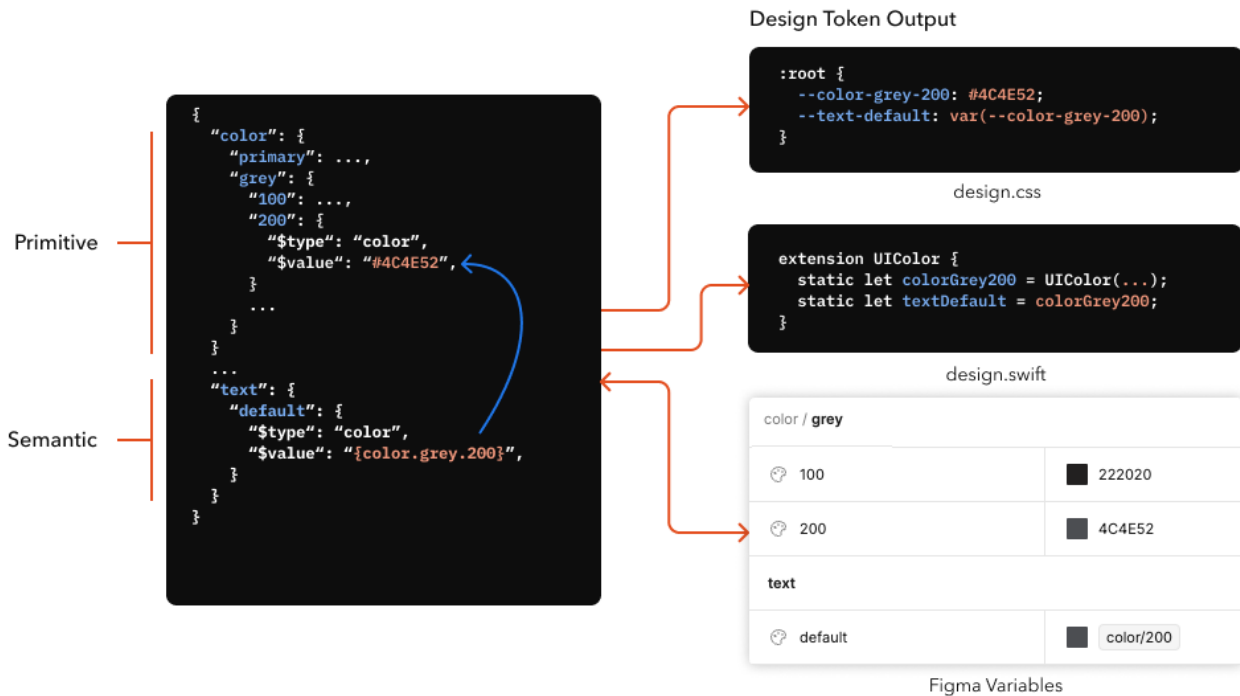 Design Token Output
Primitive
Semantic
{
“color”: {
“primary”: ...,
“grey”: {
“100”: ...,
“200”: {
“$type“: “color”,
“$value“: “#4C4E52”,
}
...
}
}
...
“text”: {
“default”: {
“$type“: “color”,
“$value“: “{color.grey.200}”,
}
}
}
:root {
--color-grey-200: #4C4E52;
--text-default: var(--color-grey-200);
}
design.css
extension UIColor {
static let colorGrey200 = UIColor(...);
static let textDefault = colorGrey200;
}
design.swift
color / grey
100 222020
200 4C4E52
text
default color/200
Figma Variables